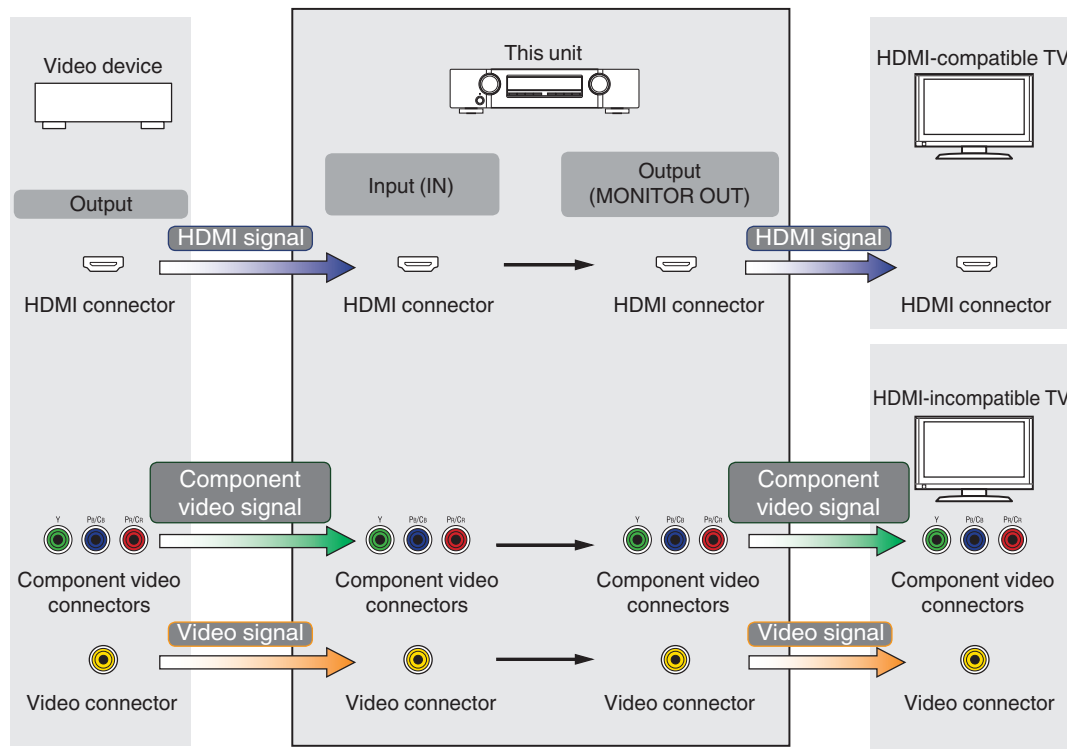 Video device
This unit
HDMI-compatible TV
Output
Input (IN)
Output
(MONITOR OUT)
HDMI signal
HDMI signal
HDMI connector
HDMI connector
HDMI connector
HDMI connector
HDMI-incompatible TV
Component
video signal
Component
video signal
Y PB/CB PR/CR
Y PB/CB PR/CR
Y PB/CB PR/CR
Y PB/CB PR/CR
Component video
connectors
Component video
connectors
Component video
connectors
Component video
connectors
Video signal
Video signal
Video connector
Video connector
Video connector
Video connector